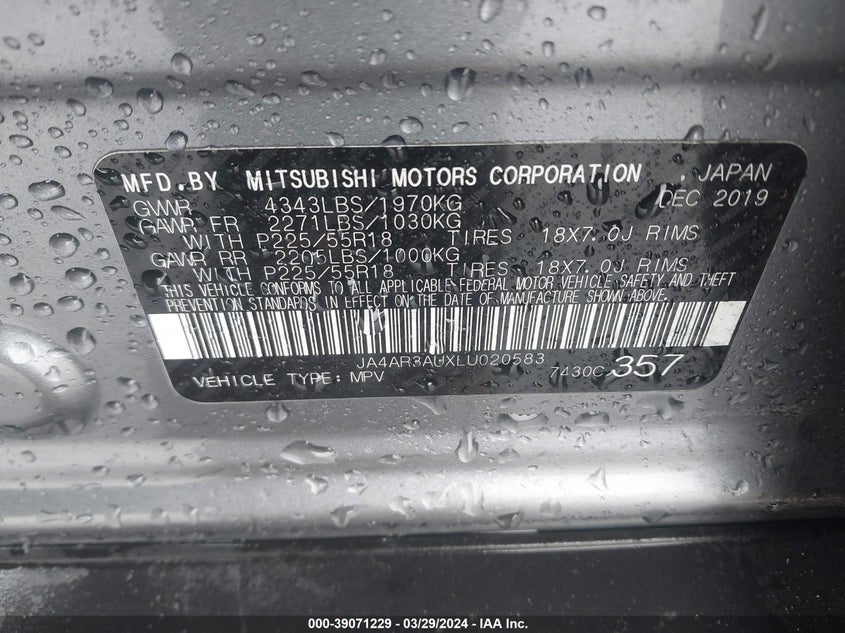 MFD.BY MITSUBISHI MOTORS CORPORATION , JAPAN
GVWR 4343LBS/1970KG DEC 2019
GAWR FR 2271LBS/1030KG
WITH P225/55R18 TIRES 18X7.0J RIMS
GAWR RR 2205LBS/1000KG
WITH P225/55R18 TIRES 18X7.0J RIMS
THIS VEHICLE CONFORMS TO ALL APPLICABLE FEDERAL MOTOR VEHICLE SAFETY AND THEFT
PREVENTION STANDARDS IN EFFECT ON THE DATE OF MANUFACTURE SHOWN ABOVE.
JA4AR3AUXLU020583
VEHICLE TYPE: MPV 7430C 357
000-39071229 - 03/29/2024 - IAA Inc.